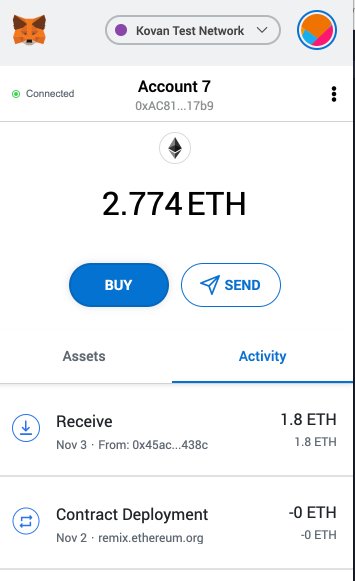 Kovan Test Network
Connected
Account 7
0xAC81...17b9
2.774 ETH
BUY
SEND
Assets
Activity
Receive
1.8 ETH
Nov 3 · From: 0x45ac...438c
1.8 ETH
Contract Deployment
-0 ETH
Nov 2 · remix.ethereum.org
-0 ETH